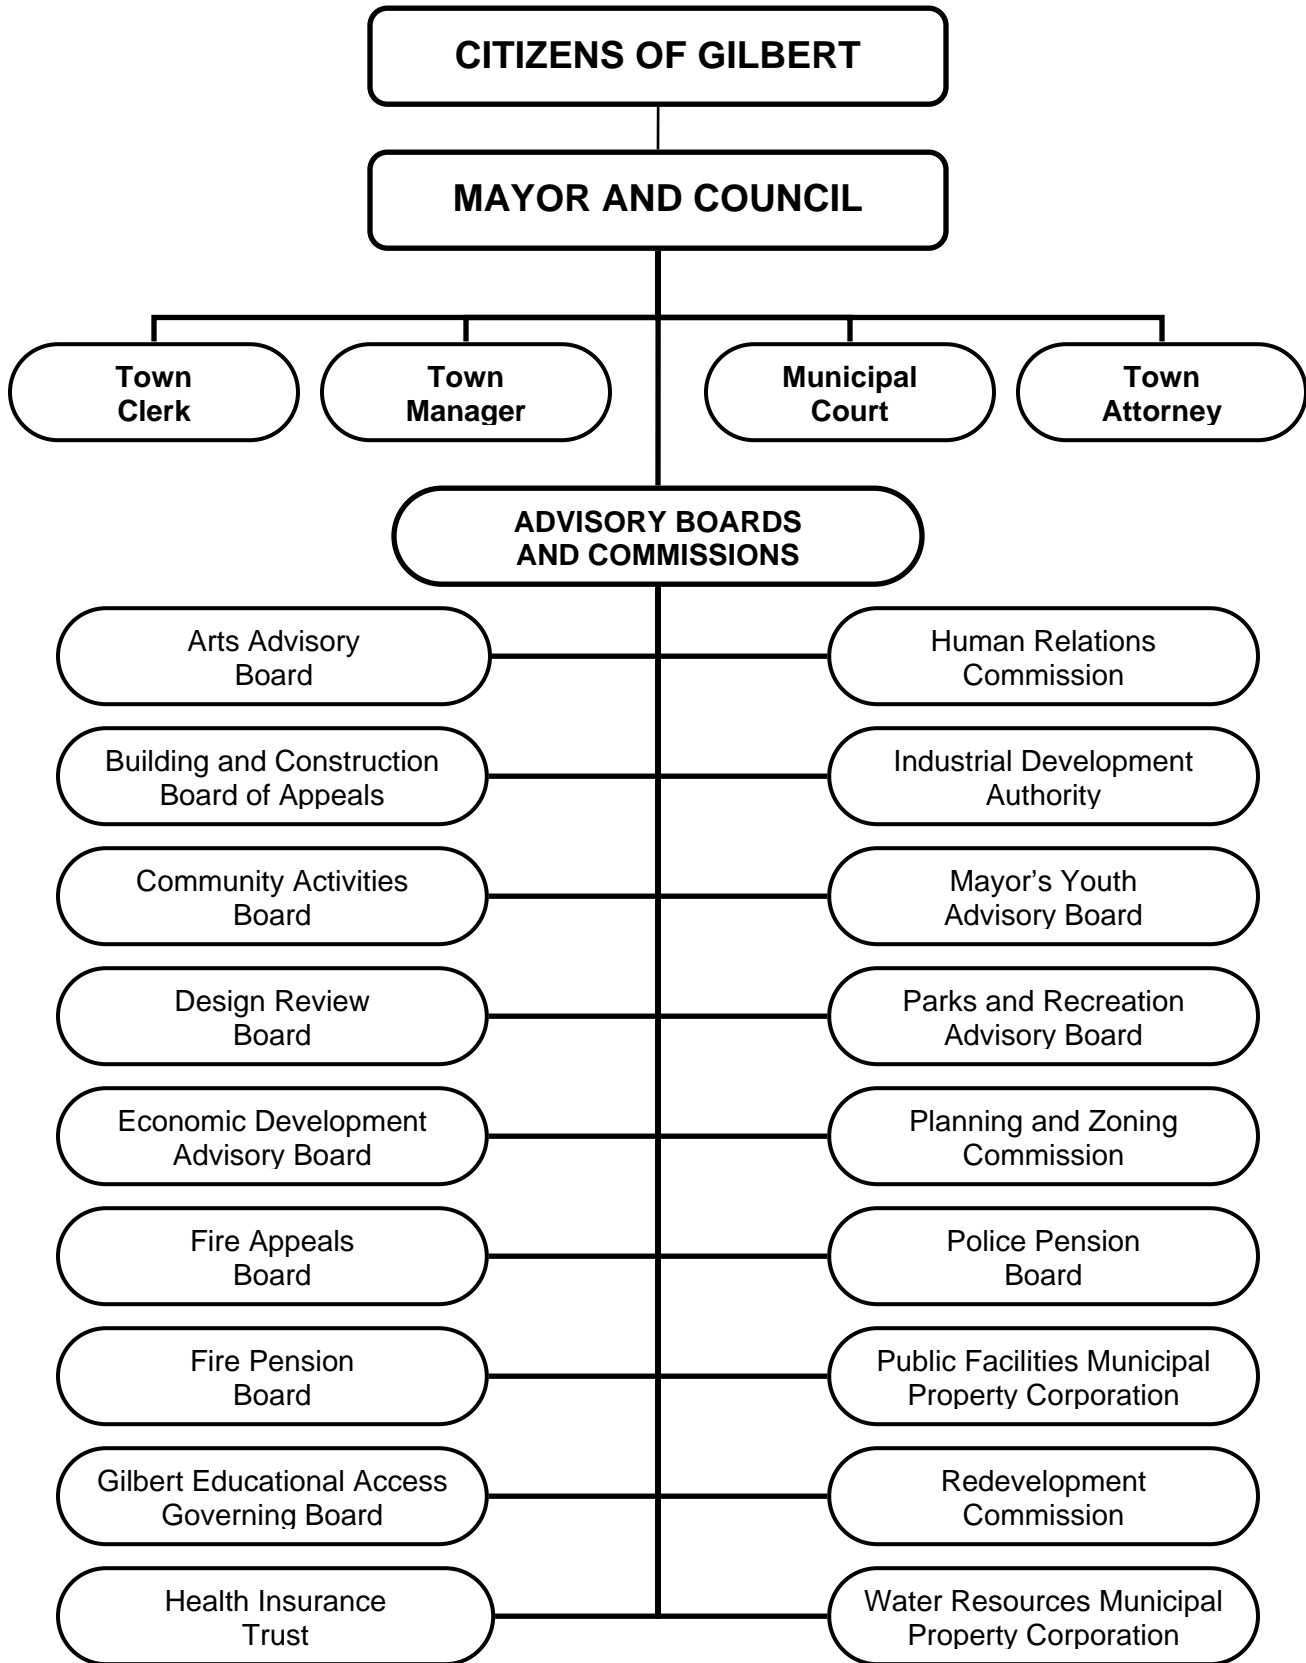 CITIZENS OF GILBERT
MAYOR AND COUNCIL
Town
Clerk
Town
Manager
Municipal
Court
Town
Attorney
ADVISORY BOARDS
AND COMMISSIONS
Arts Advisory
Board
Human Relations
Commission
Building and Construction
Board of Appeals
Industrial Development
Authority
Community Activities
Board
Mayor’s Youth
Advisory Board
Design Review
Board
Parks and Recreation
Advisory Board
Economic Development
Advisory Board
Planning and Zoning
Commission
Fire Appeals
Board
Police Pension
Board
Fire Pension
Board
Public Facilities Municipal
Property Corporation
Gilbert Educational Access
Governing Board
Redevelopment
Commission
Health Insurance
Trust
Water Resources Municipal
Property Corporation